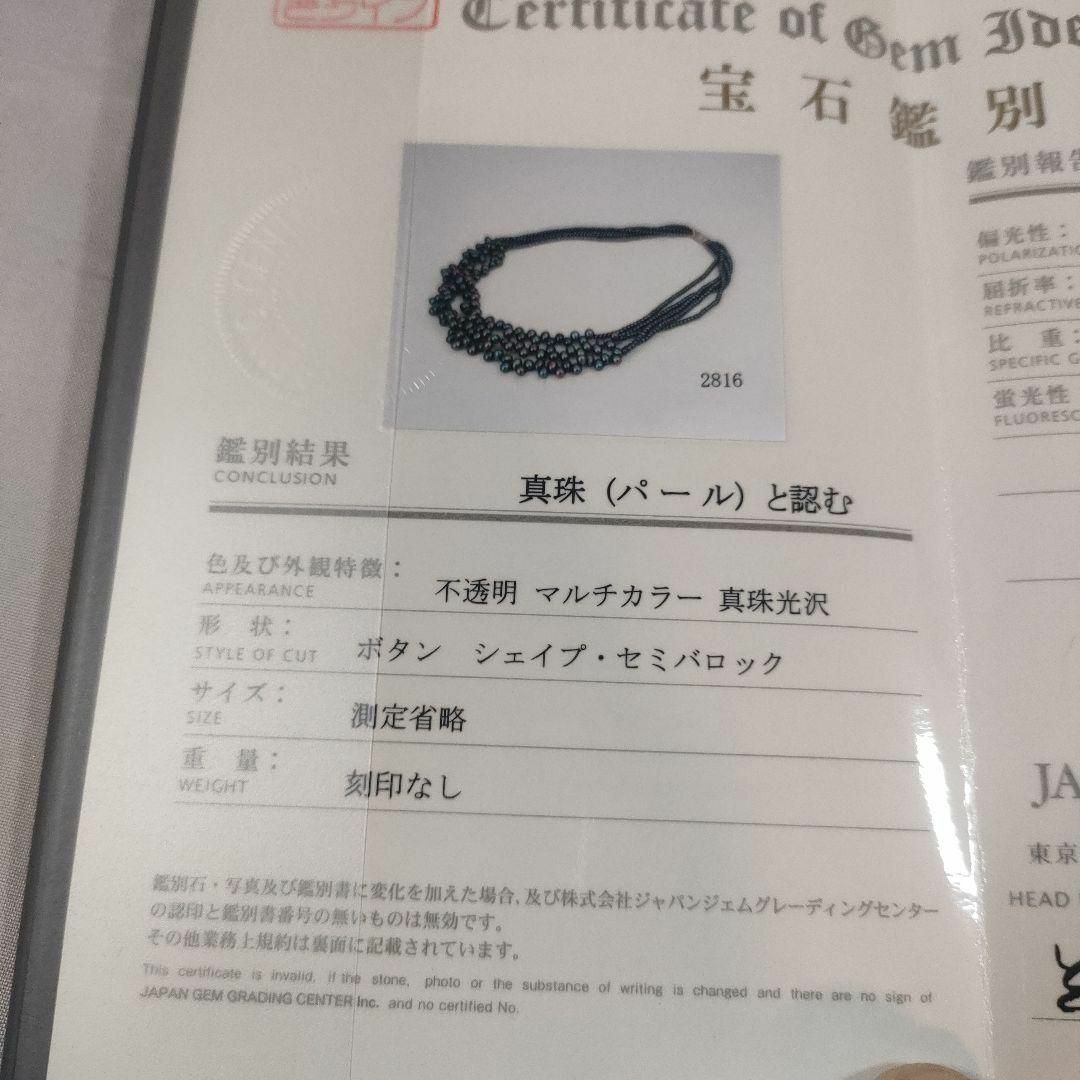 Certificate of Gem
宝石鑑別
2816
鑑別結果
CONCLUSION
真珠（パール）と認む
色及び外観特徴：
APPEARANCE
不透明 マルチカラー 真珠光沢
形 状：
STYLE OF CUT
ボタン シェイプ・セミバロック
サイズ：
SIZE
測定省略
重 量：
WEIGHT
刻印なし
鑑別石・写真及び鑑別書に変化を加えた場合、及び株式会社ジャパンジェムグレーディングセンター
の認印と鑑別書番号の無いものは無効です。
その他業務上規約は裏面に記載されています。
This certificate is invalid, if the stone, photo or the substance of writing is changed and there are no sign of
JAPAN GEM GRADING CENTER Inc. and no certified No.
鑑別報告
偏光性：
POLARIZATIO
屈折率：
REFRACTIVE
比 重：
SPECIFIC G
蛍光性
FLUORESC
JA
東京
HEAD